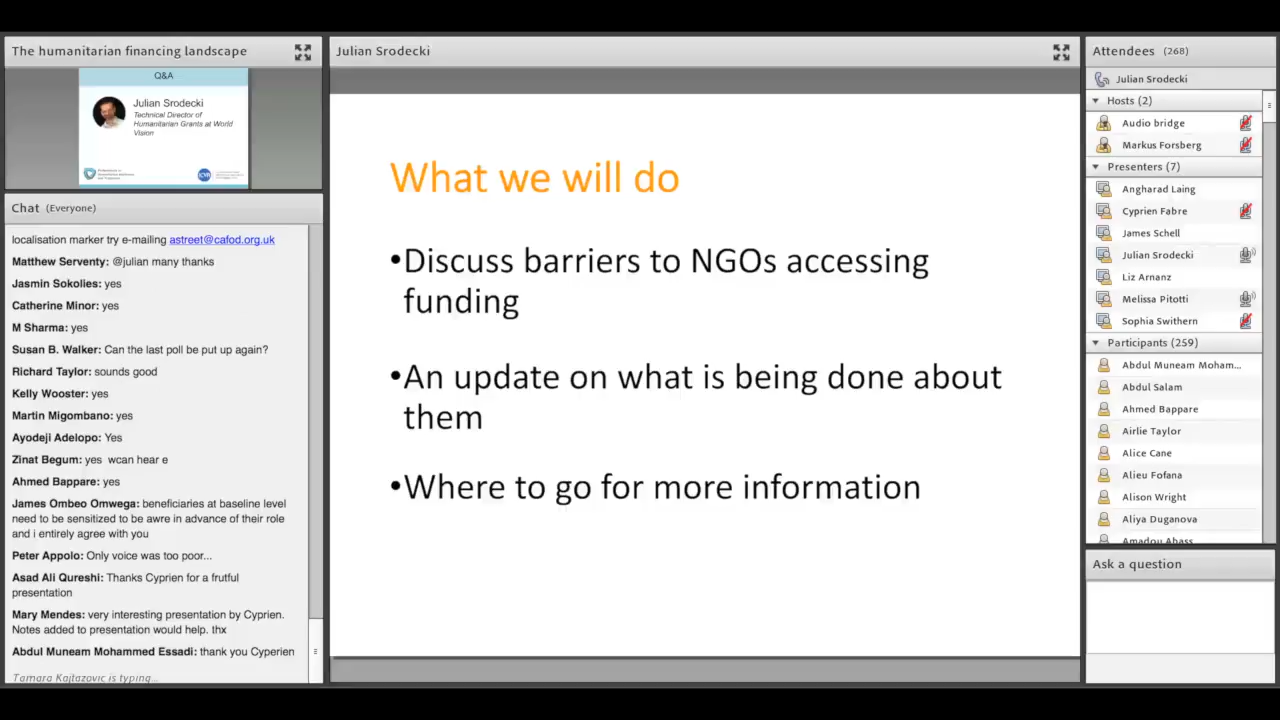 The humanitarian financing landscape
Q&A
Julian Srodecki
Technical Director of
Humanitarian Grants at World
Vision
Chat (Everyone)
localisation marker try e-mailing astreet@cafod.org.uk
Matthew Serventy: @julian many thanks
Jasmin Sokolies: yes
Catherine Minor: yes
M Sharma: yes
Susan B. Walker: Can the last poll be put up again?
Richard Taylor: sounds good
Kelly Wooster: yes
Martin Migombano: yes
Ayodeji Adelopo: Yes
Zinat Begum: yes wcan hear e
Ahmed Bappare: yes
James Ombeo Omwega: beneficiaries at baseline level
need to be sensitized to be awre in advance of their role
and i entirely agree with you
Peter Appolo: Only voice was too poor...
Asad Ali Qureshi: Thanks Cyprien for a frutful
presentation
Mary Mendes: very interesting presentation by Cyprien.
Notes added to presentation would help. thx
Abdul Muneam Mohammed Essadi: thank you Cyperien
Tamara Kajtazovic is typing...
Julian Srodecki
What we will do
•Discuss barriers to NGOs accessing
funding
•An update on what is being done about
them
•Where to go for more information
Attendees (268)
Julian Srodecki
Hosts (2)
Audio bridge
Markus Forsberg
Presenters (7)
Angharad Laing
Cyprien Fabre
James Schell
Julian Srodecki
Liz Arnanz
Melissa Pitotti
Sophia Swithern
Participants (259)
Abdul Muneam Moham...
Abdul Salam
Ahmed Bappare
Airlie Taylor
Alice Cane
Alieu Fofana
Alison Wright
Aliya Duganova
Amadou Abass
Ask a question